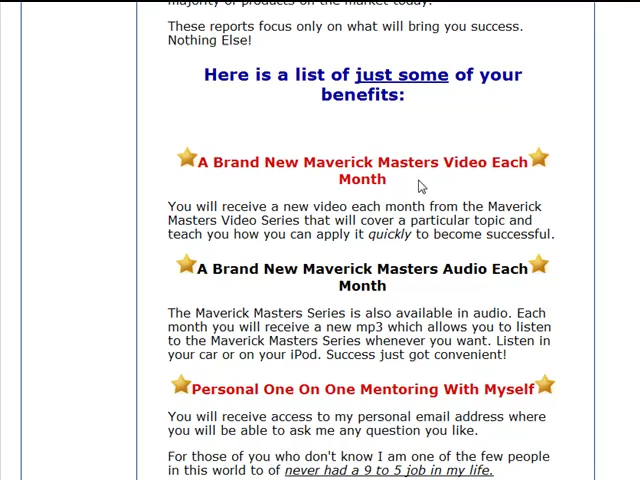 majority of products on the market today.
These reports focus only on what will bring you success.
Nothing Else!
Here is a list of just some of your
benefits:
A Brand New Maverick Masters Video Each
Month
You will receive a new video each month from the Maverick
Masters Video Series that will cover a particular topic and
teach you how you can apply it quickly to become successful.
A Brand New Maverick Masters Audio Each
Month
The Maverick Masters Series is also available in audio. Each
month you will receive a new mp3 which allows you to listen
to the Maverick Masters Series whenever you want. Listen in
your car or on your iPod. Success just got convenient!
Personal One On One Mentoring With Myself
You will receive access to my personal email address where
you will be able to ask me any question you like.
For those of you who don't know I am one of the few people
in this world to of never had a 9 to 5 job in my life.